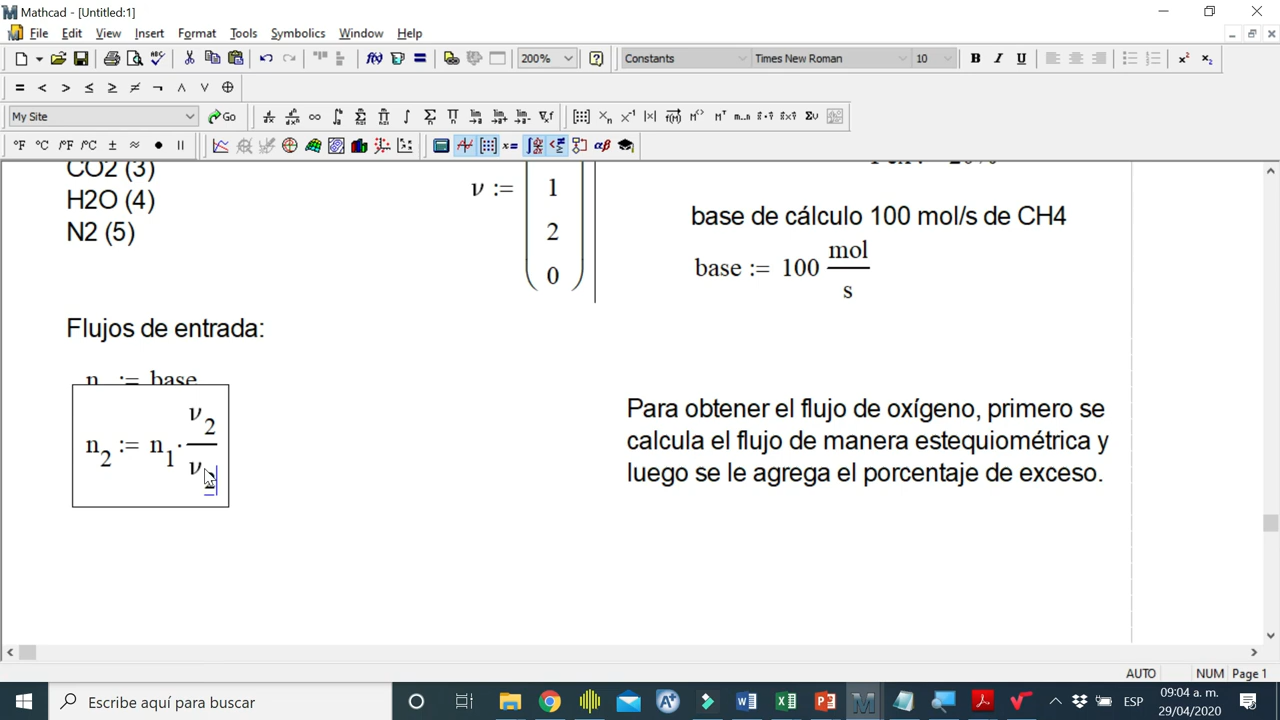 Mathcad - [Untitled:1]
File Edit View Insert Format Tools Symbolics Window Help
200% Constants Times New Roman 10 B I U
= < > ≤ ≥ ≠ ¬ ∧ ∨ ⊕
My Site Go
°F °C /°F /°C ± ≈ • ||
CO2 (3)
H2O (4)
N2 (5)
ν := 1 2 0
base de cálculo 100 mol/s de CH4
base := 100 mol/s
Flujos de entrada:
n := base
n2 := n1 · ν2 / ν
Para obtener el flujo de oxígeno, primero se
calcula el flujo de manera estequiométrica y
luego se le agrega el porcentaje de exceso.
AUTO NUM Page 1
Escribe aquí para buscar
ESP
09:04 a. m.
29/04/2020